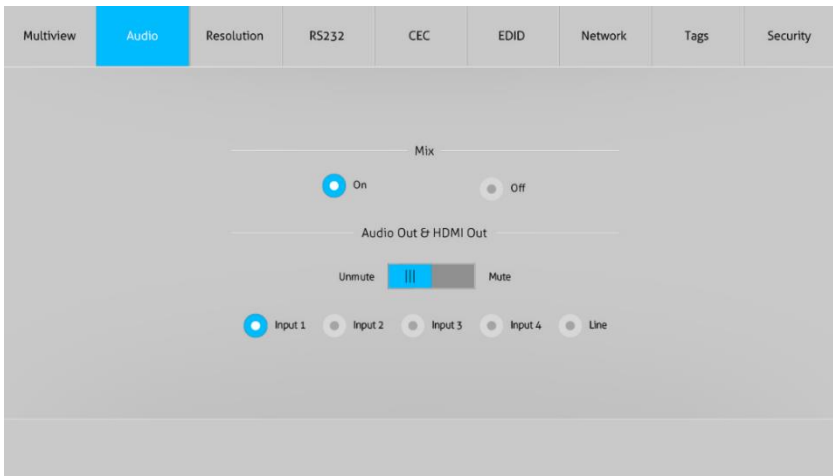 Multiview Audio Resolution RS232 CEC EDID Network Tags Security
Mix
On Off
Audio Out & HDMI Out
Unmute Mute
Input 1 Input 2 Input 3 Input 4 Line